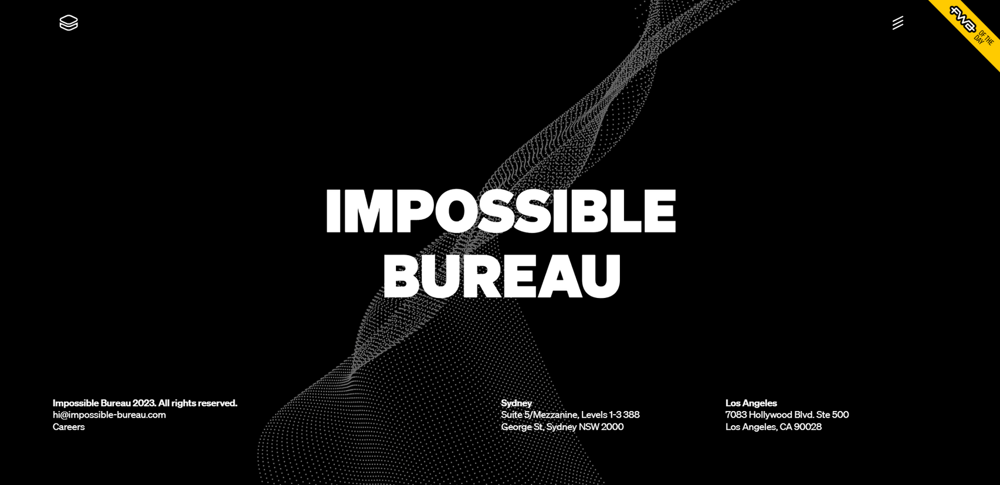 fwa
OF THE
DAY
IMPOSSIBLE
BUREAU
Impossible Bureau 2023. All rights reserved.
hi@impossible-bureau.com
Careers
Sydney
Suite 5/Mezzanine, Levels 1-3 388
George St, Sydney NSW 2000
Los Angeles
7083 Hollywood Blvd. Ste 500
Los Angeles, CA 90028